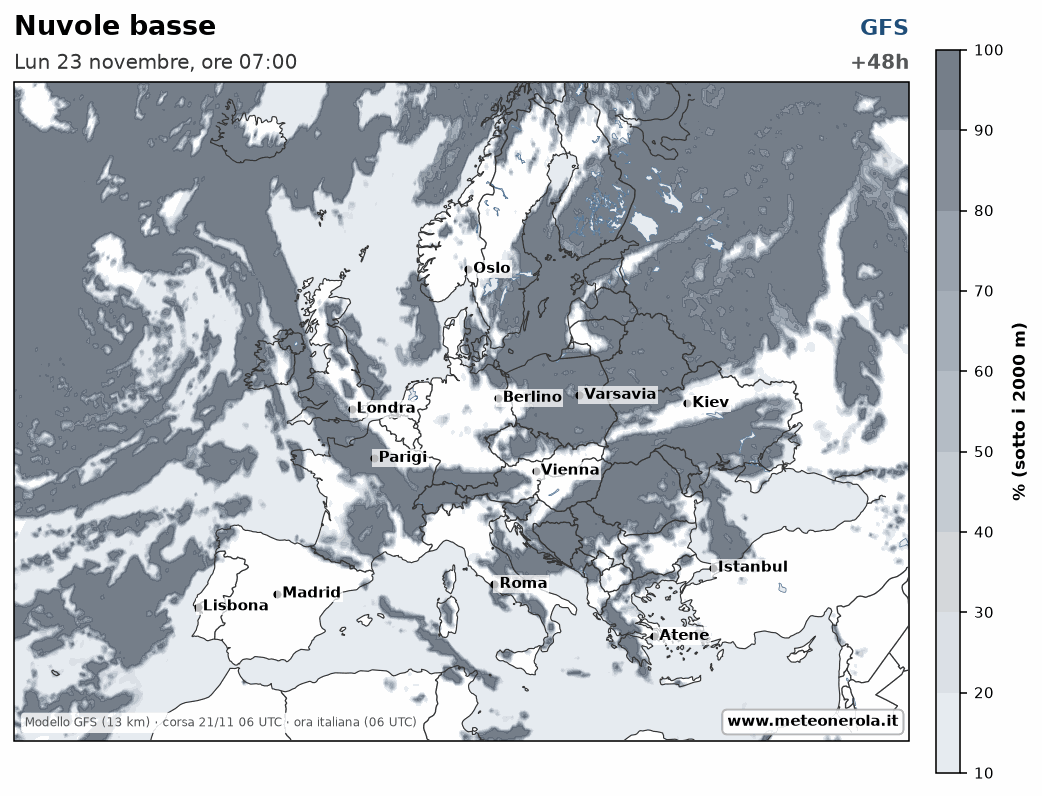 Nuvole basse
GFS
Lun 23 novembre, ore 07:00
+48h
100
90
80
70
60
50
40
30
20
10
% (sotto i 2000 m)
Oslo
Berlino
Varsavia
Kiev
Londra
Parigi
Vienna
Istanbul
Roma
Madrid
Lisbona
Atene
Modello GFS (13 km) · corsa 21/11 06 UTC · ora italiana (06 UTC)
www.meteonerola.it